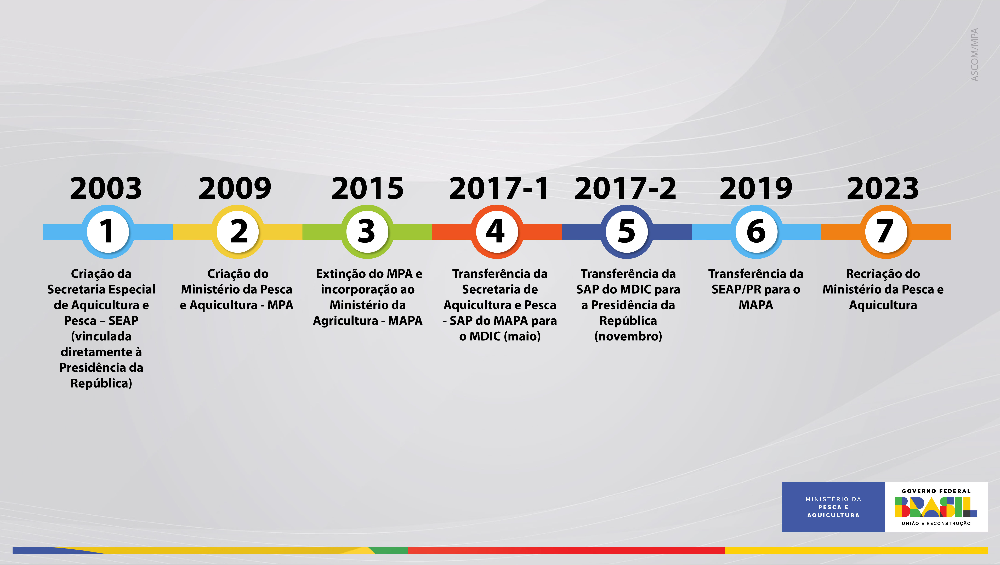 ASCOM/MPA
2003
1
Criação da
Secretaria Especial
de Aquicultura e
Pesca – SEAP
(vinculada
diretamente à
Presidência da
República)
2009
2
Criação do
Ministério da Pesca
e Aquicultura - MPA
2015
3
Extinção do MPA e
incorporação ao
Ministério da
Agricultura - MAPA
2017-1
4
Transferência da
Secretaria de
Aquicultura e Pesca
- SAP do MAPA para
o MDIC (maio)
2017-2
5
Transferência da
SAP do MDIC para
a Presidência da
República
(novembro)
2019
6
Transferência da
SEAP/PR para o
MAPA
2023
7
Recriação do
Ministério da Pesca e
Aquicultura
MINISTÉRIO DA
PESCA E
AQUICULTURA
GOVERNO FEDERAL
BRASIL
UNIÃO E RECONSTRUÇÃO